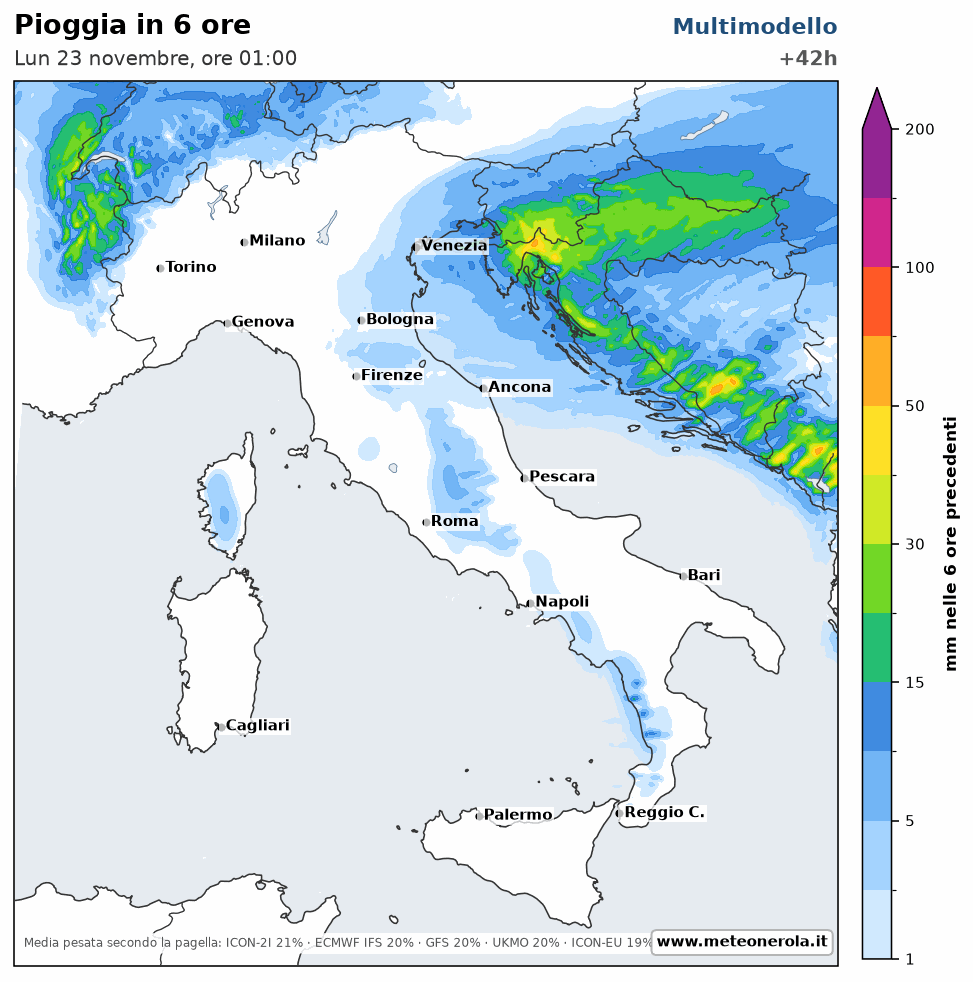 Pioggia in 6 ore
Multimodello
Lun 23 novembre, ore 01:00
+42h
200
100
50
30
15
5
1
mm nelle 6 ore precedenti
Venezia
Milano
Torino
Genova
Bologna
Firenze
Ancona
Pescara
Roma
Bari
Napoli
Cagliari
Palermo
Reggio C.
Media pesata secondo la pagella: ICON-2I 21% · ECMWF IFS 20% · GFS 20% · UKMO 20% · ICON-EU 19%
www.meteonerola.it